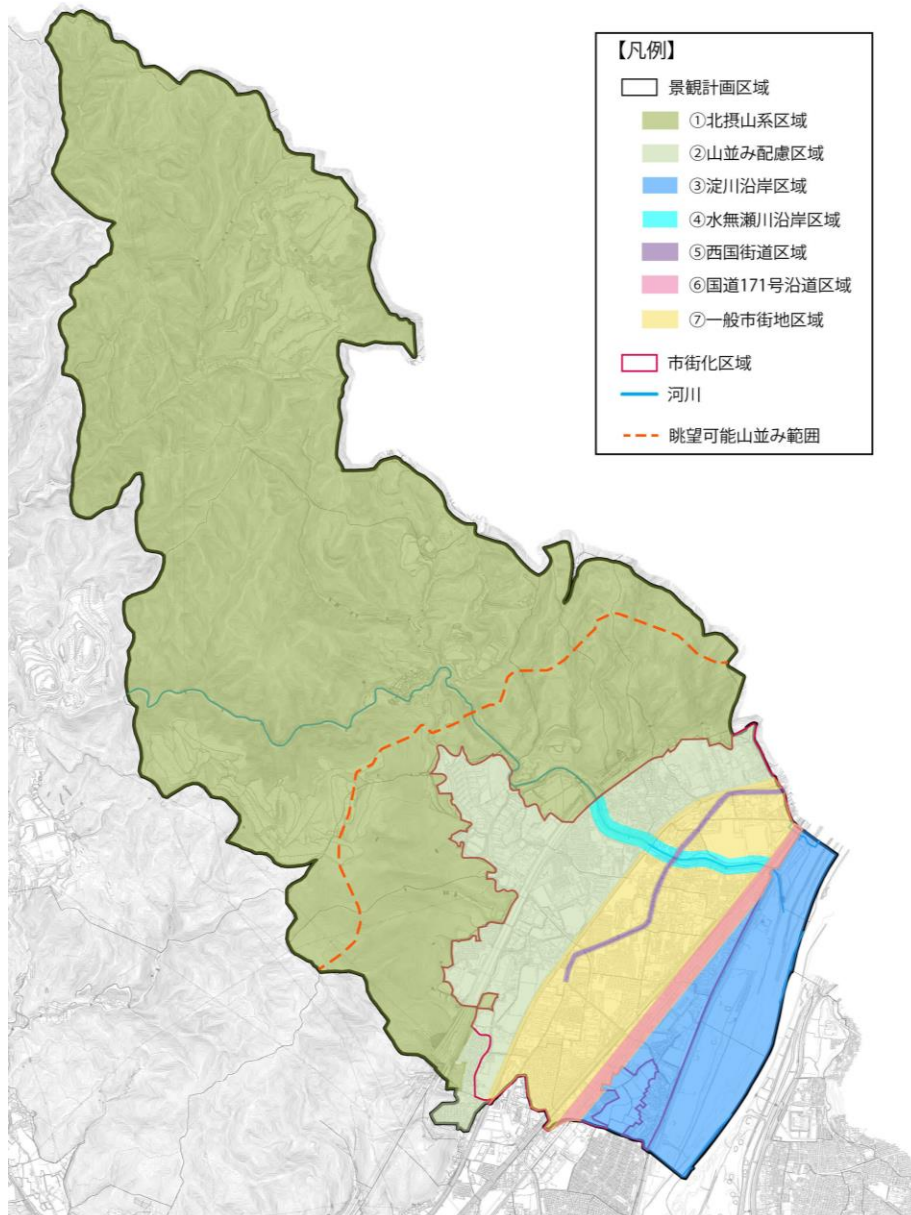 【凡例】
景観計画区域
①北摂山系区域
②山並み配慮区域
③淀川沿岸区域
④水無瀬川沿岸区域
⑤西国街道区域
⑥国道171号沿道区域
⑦一般市街地区域
市街化区域
河川
眺望可能山並み範囲